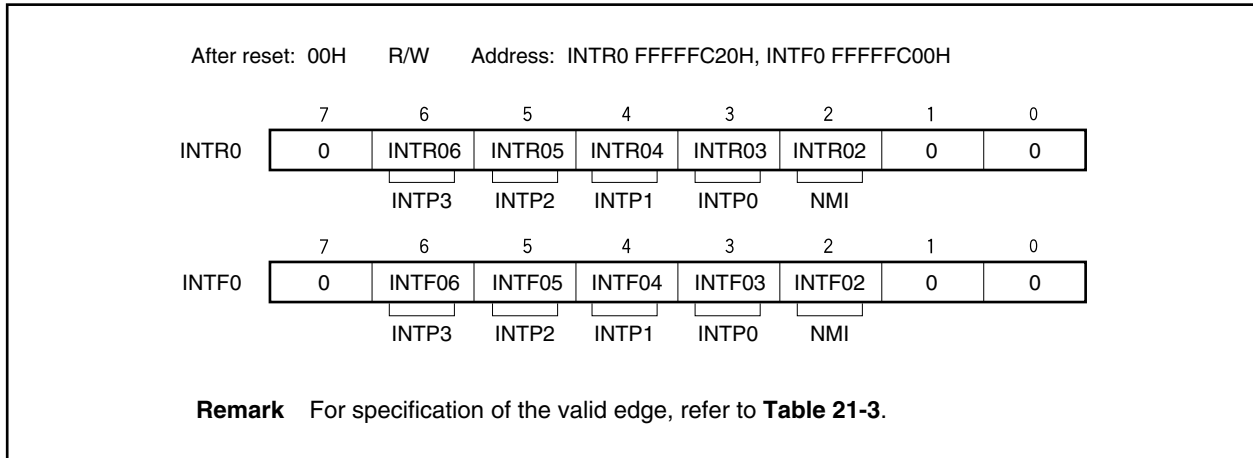 After reset: 00H R/W Address: INTR0 FFFFFC20H, INTF0 FFFFFC00H
7 6 5 4 3 2 1 0
INTR0 0 INTR06 INTR05 INTR04 INTR03 INTR02 0 0
INTP3 INTP2 INTP1 INTP0 NMI
7 6 5 4 3 2 1 0
INTF0 0 INTF06 INTF05 INTF04 INTF03 INTF02 0 0
INTP3 INTP2 INTP1 INTP0 NMI
Remark For specification of the valid edge, refer to Table 21-3.